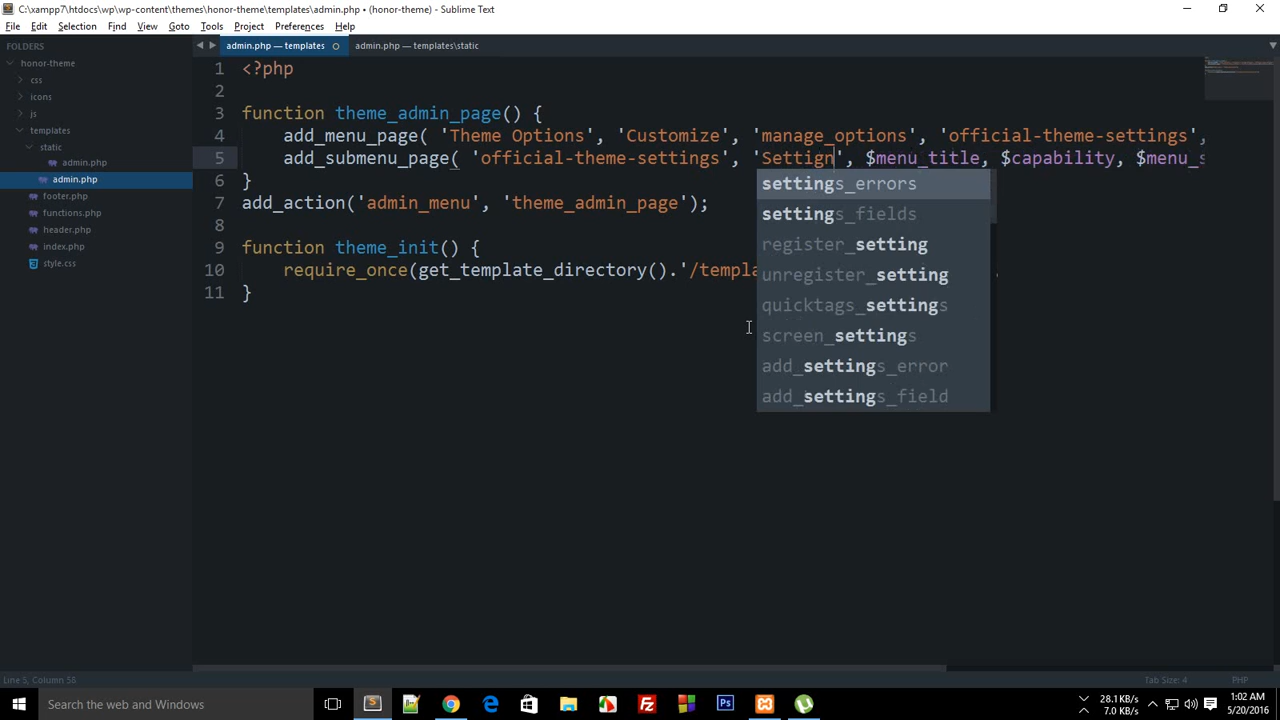 C:\xampp7\htdocs\wp\wp-content\themes\honor-theme\templates\admin.php • (honor-theme) - Sublime Text
File Edit Selection Find View Goto Tools Project Preferences Help
FOLDERS
honor-theme
css
icons
js
templates
static
admin.php
admin.php
footer.php
functions.php
header.php
index.php
style.css
admin.php — templates admin.php — templates\static
1 <?php
2
3 function theme_admin_page() {
4 add_menu_page( 'Theme Options', 'Customize', 'manage_options', 'official-theme-settings',
5 add_submenu_page( 'official-theme-settings', 'Settign', $menu_title, $capability, $menu_s
6 }
7 add_action('admin_menu', 'theme_admin_page');
8
9 function theme_init() {
10 require_once(get_template_directory().'/templa
11 }
settings_errors
settings_fields
register_setting
unregister_setting
quicktags_settings
screen_settings
add_settings_error
add_settings_field
Line 5, Column 58 Tab Size: 4 PHP
Search the web and Windows
28.1 KB/s
7.0 KB/s
1:02 AM
5/20/2016